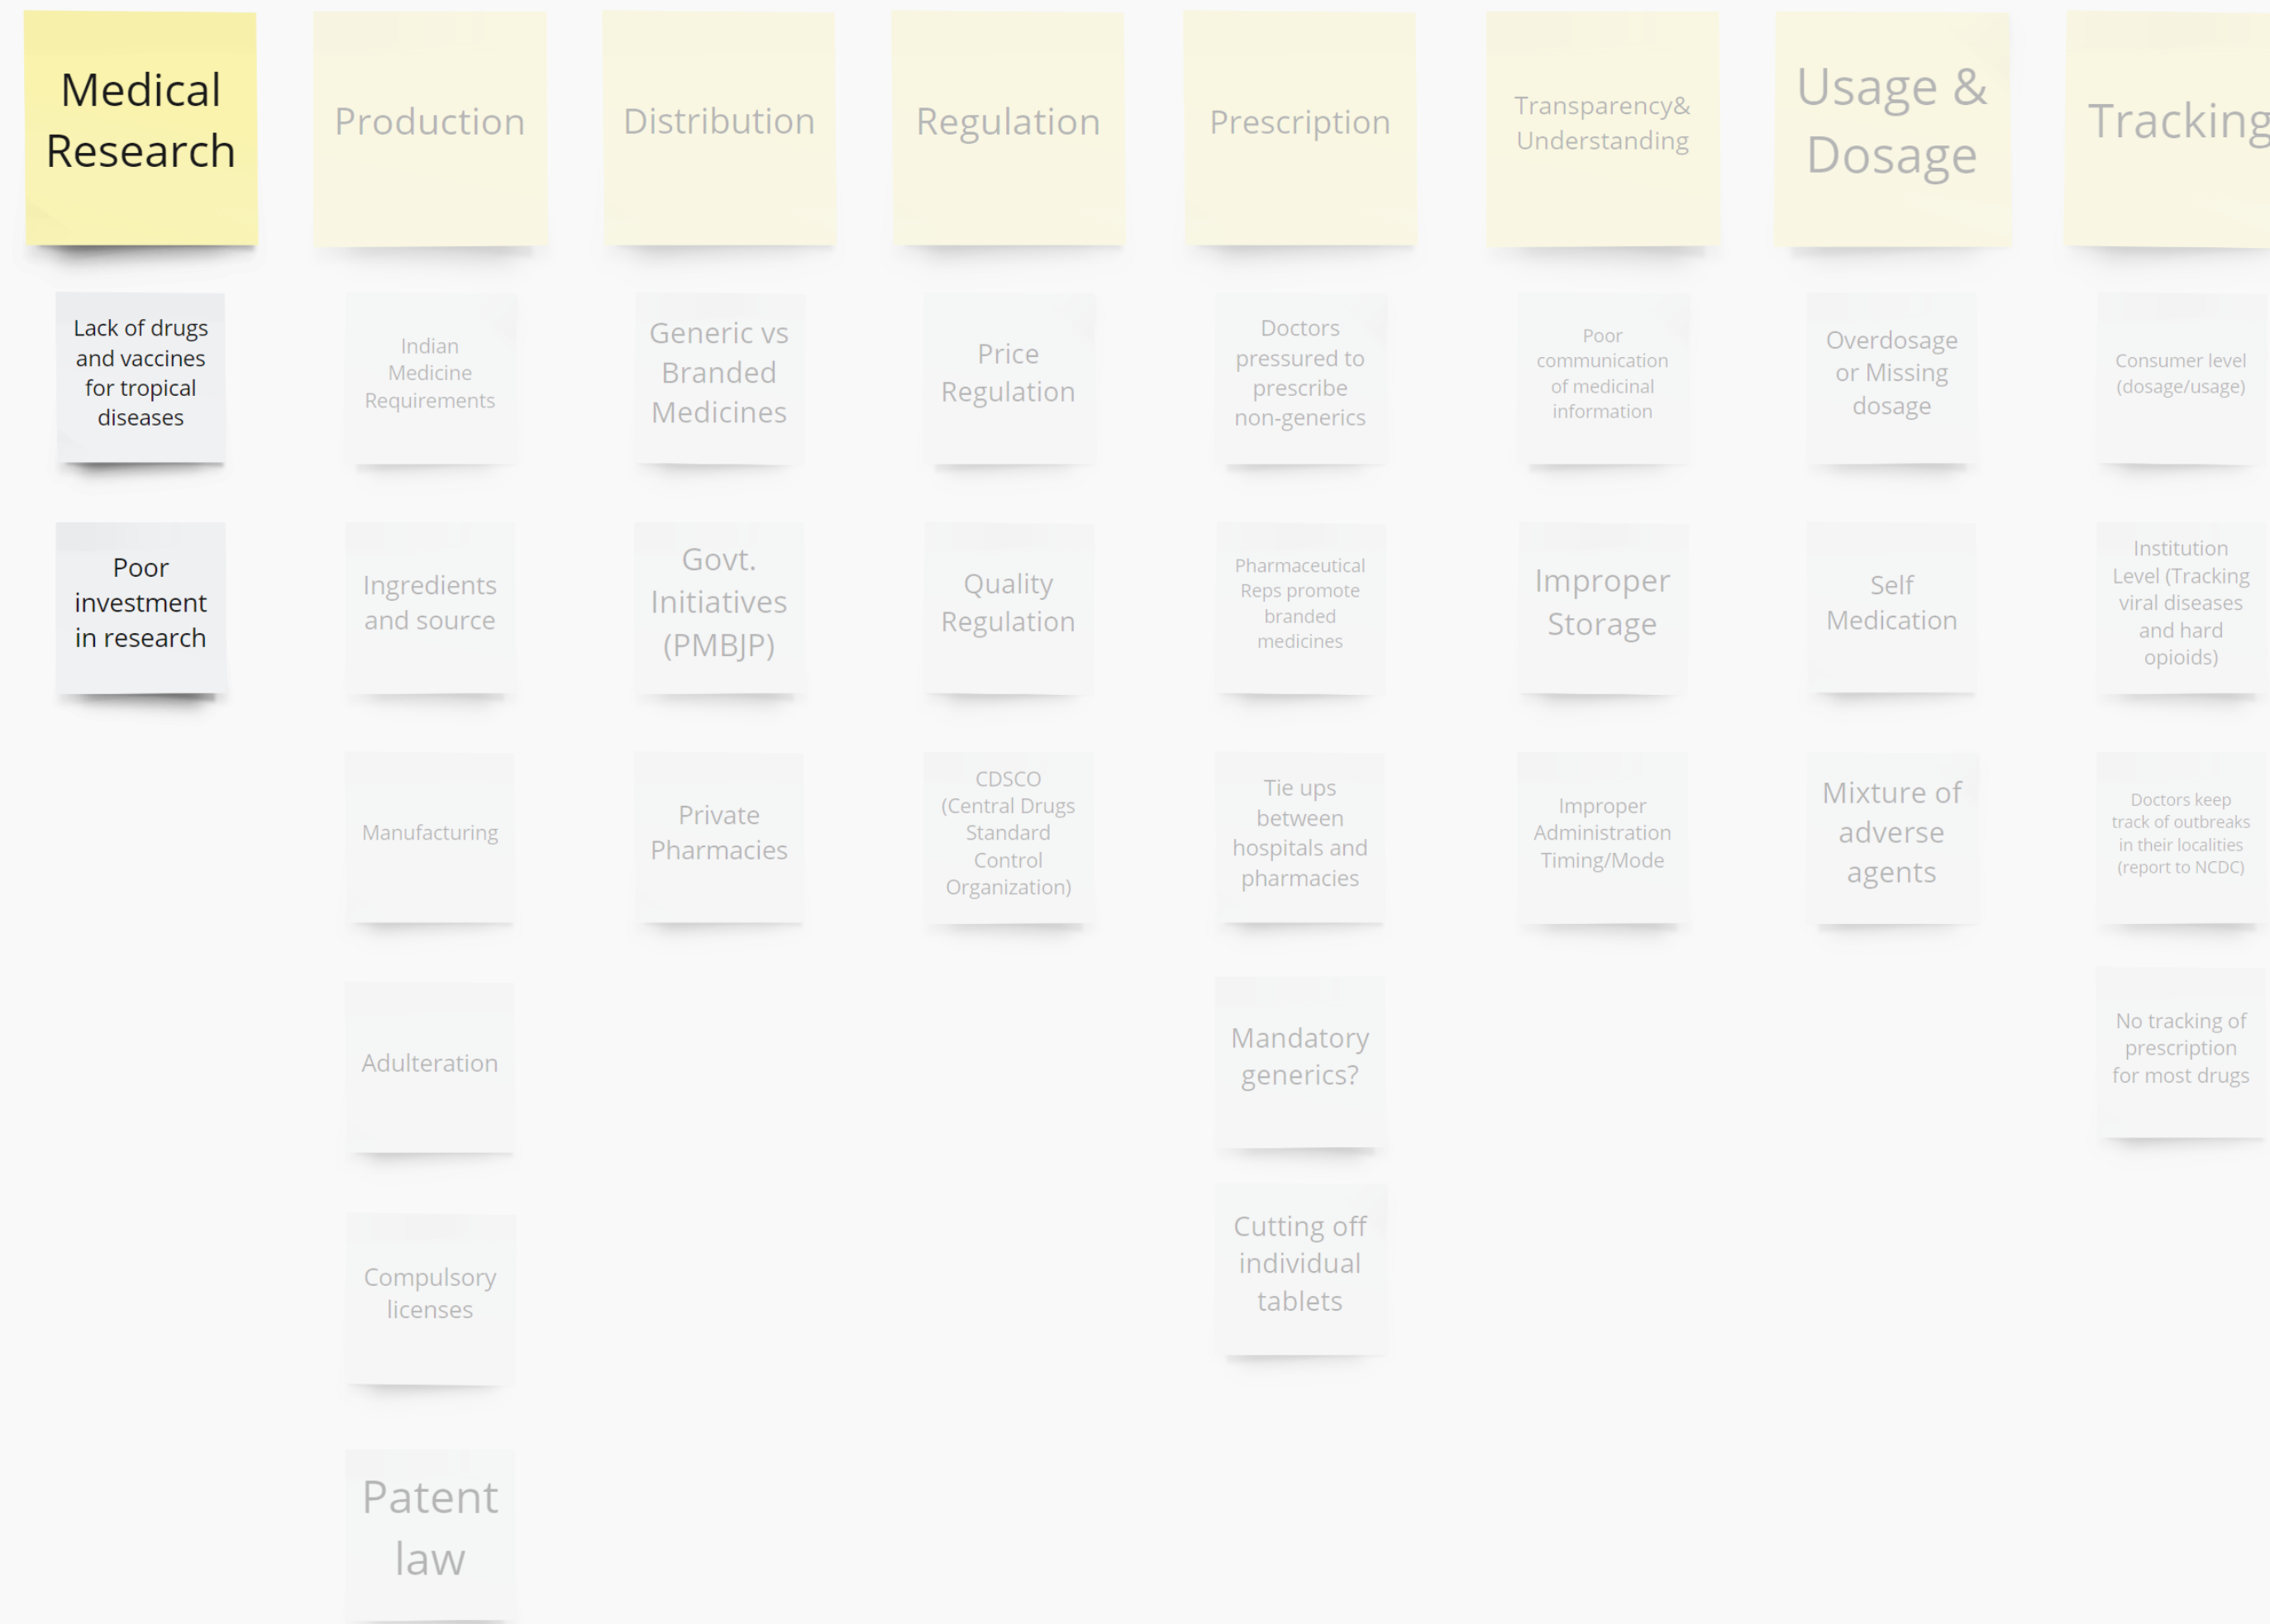 Medical
Research
Production
Distribution
Regulation
Prescription
Transparency&
Understanding
Usage &
Dosage
Tracking
Lack of drugs
and vaccines
for tropical
diseases
Poor
investment
in research
Indian
Medicine
Requirements
Ingredients
and source
Manufacturing
Adulteration
Compulsory
licenses
Patent
law
Generic vs
Branded
Medicines
Govt.
Initiatives
(PMBJP)
Private
Pharmacies
Price
Regulation
Quality
Regulation
CDSCO
(Central Drugs
Standard
Control
Organization)
Doctors
pressured to
prescribe
non-generics
Pharmaceutical
Reps promote
branded
medicines
Tie ups
between
hospitals and
pharmacies
Mandatory
generics?
Cutting off
individual
tablets
Poor
communication
of medicinal
information
Improper
Storage
Improper
Administration
Timing/Mode
Overdosage
or Missing
dosage
Self
Medication
Mixture of
adverse
agents
Consumer level
(dosage/usage)
Institution
Level (Tracking
viral diseases
and hard
opioids)
Doctors keep
track of outbreaks
in their localities
(report to NCDC)
No tracking of
prescription
for most drugs